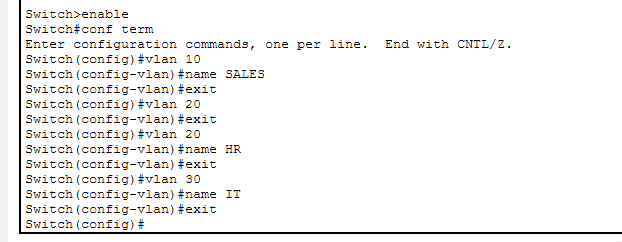 Switch>enable
Switch#conf term
Enter configuration commands, one per line.  End with CNTL/Z.
Switch(config)#vlan 10
Switch(config-vlan)#name SALES
Switch(config-vlan)#exit
Switch(config)#vlan 20
Switch(config-vlan)#exit
Switch(config)#vlan 20
Switch(config-vlan)#name HR
Switch(config-vlan)#exit
Switch(config)#vlan 30
Switch(config-vlan)#name IT
Switch(config-vlan)#exit
Switch(config)#